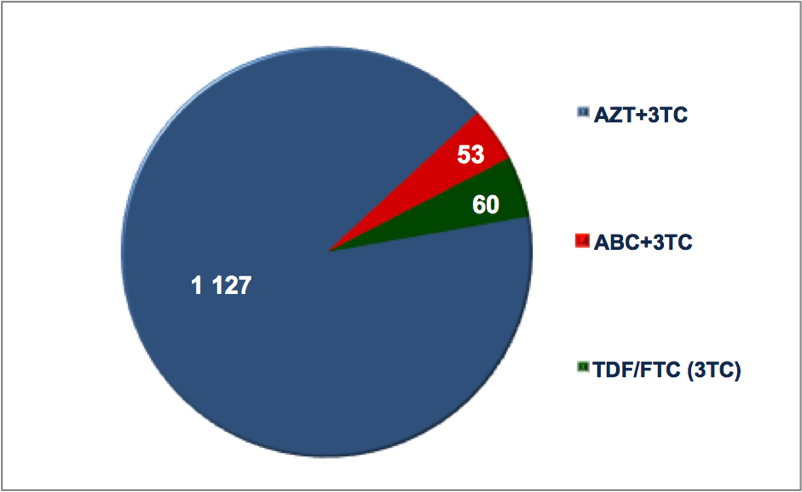 AZT+3TC
53
ABC+3TC
60
1 127
TDF/FTC (3TC)